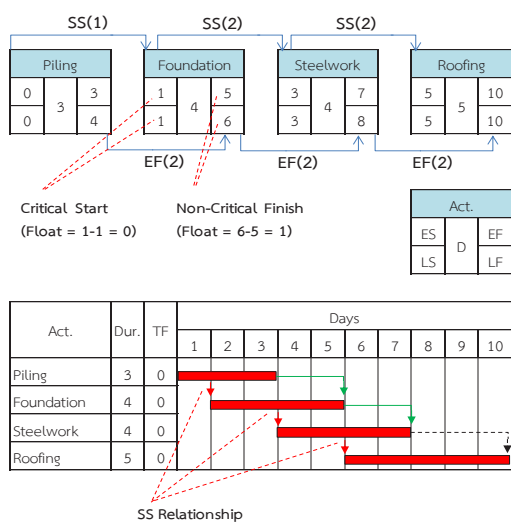 SS(1) SS(2) SS(2)
Piling Foundation Steelwork Roofing
0 3 1 5 3 7 5 10
3 4 4 5
0 4 1 6 3 8 5 10
EF(2) EF(2) EF(2)
Critical Start
(Float = 1-1 = 0)
Non-Critical Finish
(Float = 6-5 = 1)
Act.
ES EF
D
LS LF
Act. Dur. TF Days
1 2 3 4 5 6 7 8 9 10
Piling 3 0
Foundation 4 0
Steelwork 4 0
Roofing 5 0
SS Relationship